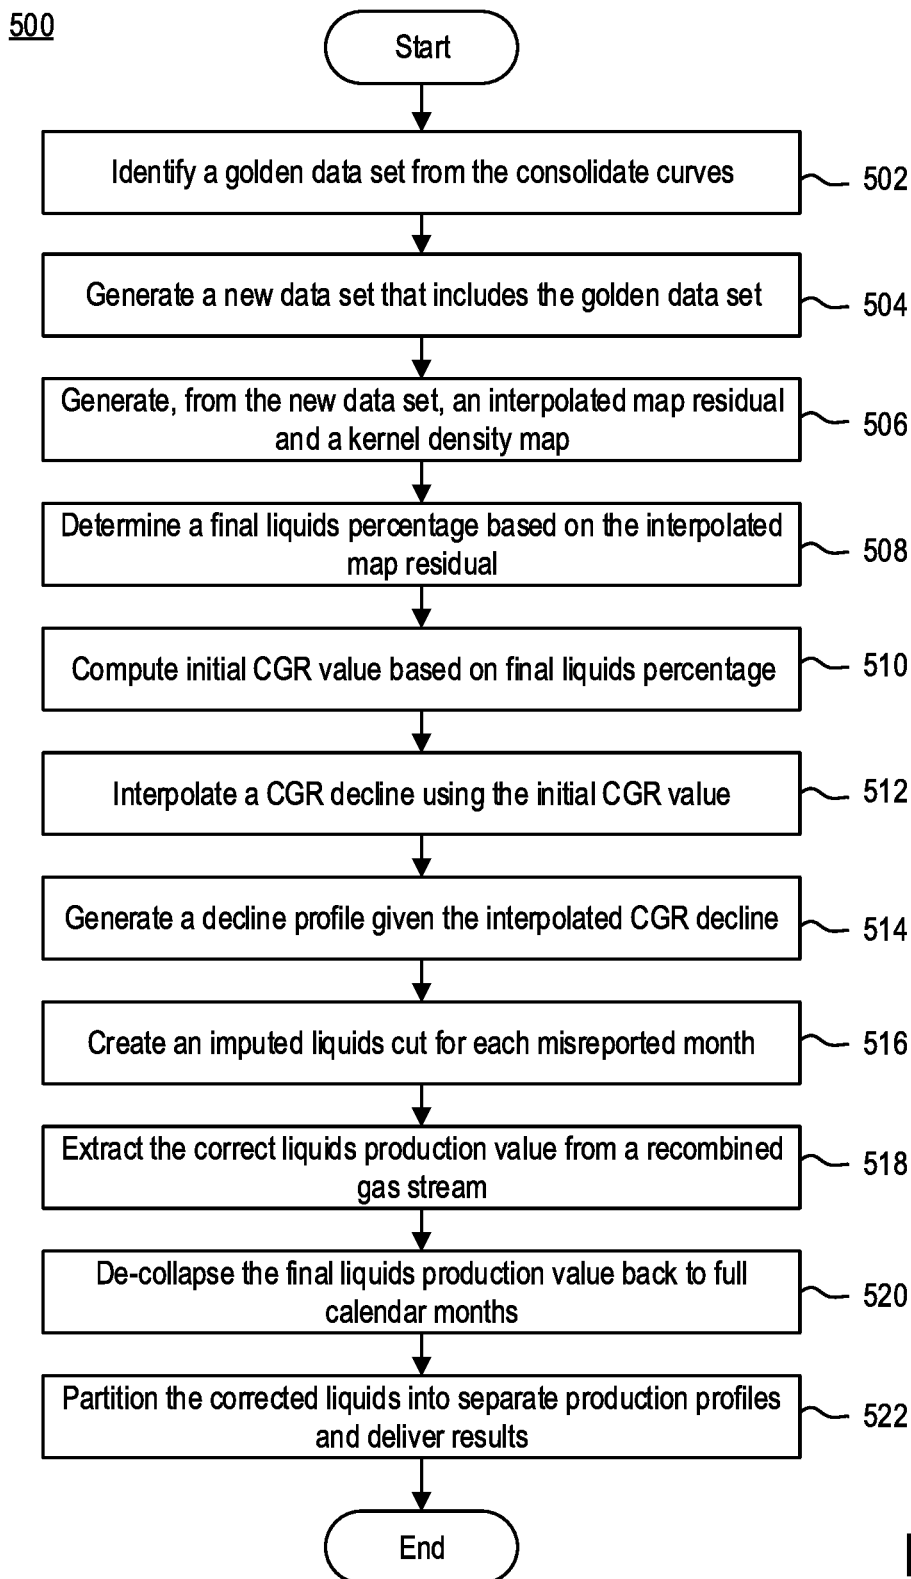 500
Start
Identify a golden data set from the consolidate curves
502
Generate a new data set that includes the golden data set
504
Generate, from the new data set, an interpolated map residual
and a kernel density map
506
Determine a final liquids percentage based on the interpolated
map residual
508
Compute initial CGR value based on final liquids percentage
510
Interpolate a CGR decline using the initial CGR value
512
Generate a decline profile given the interpolated CGR decline
514
Create an imputed liquids cut for each misreported month
516
Extract the correct liquids production value from a recombined
gas stream
518
De-collapse the final liquids production value back to full
calendar months
520
Partition the corrected liquids into separate production profiles
and deliver results
522
End